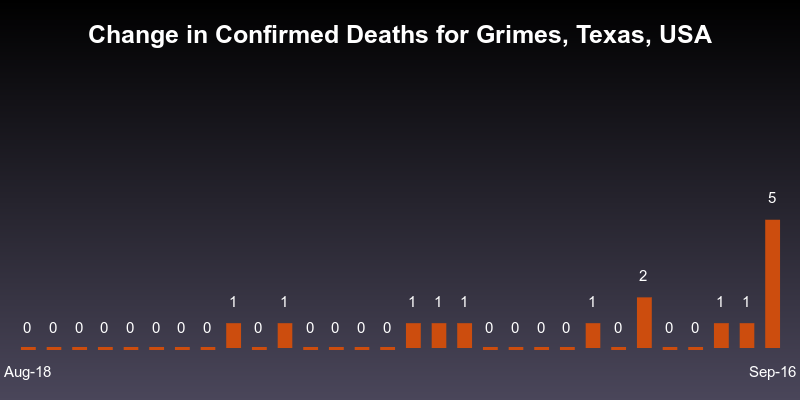 Change in Confirmed Deaths for Grimes, Texas, USA
5
2
1 1 1 1 1 1 1 1
0 0 0 0 0 0 0 0 0 0 0 0 0 0 0 0 0 0 0 0
Aug-18 Sep-16